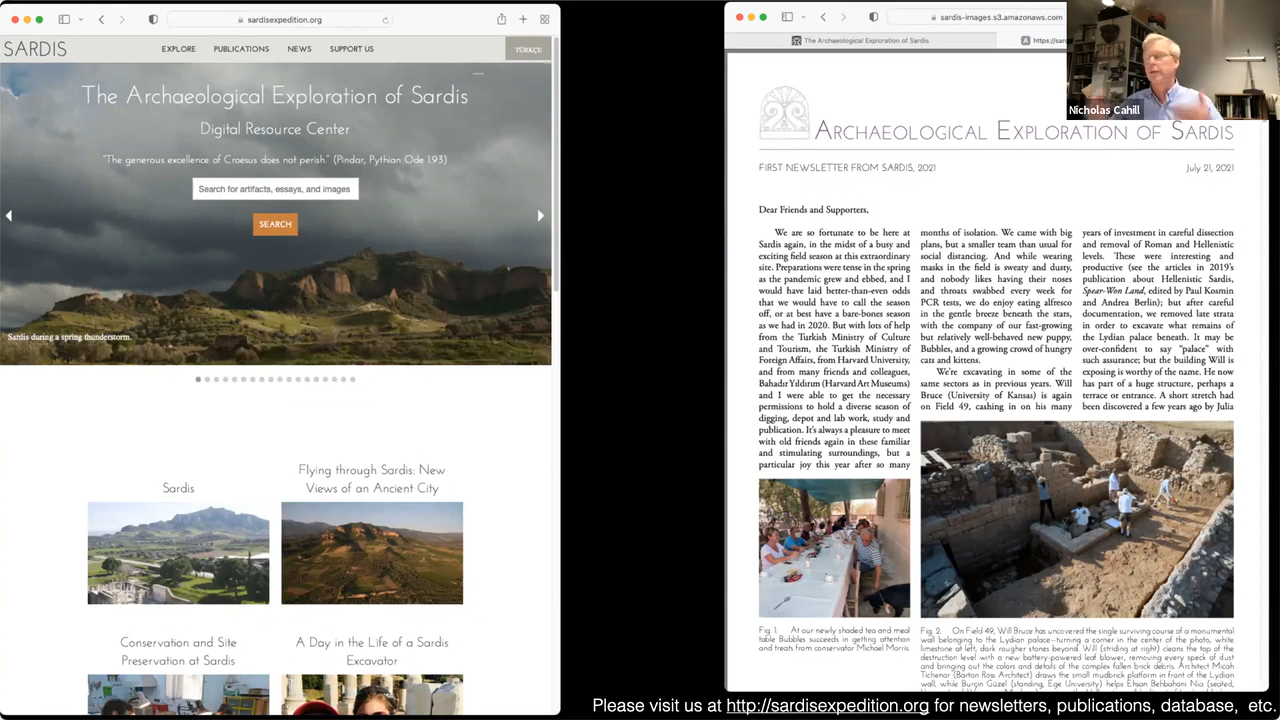 sardisexpedition.org
SARDIS
EXPLORE
PUBLICATIONS
NEWS
SUPPORT US
TÜRKÇE
The Archaeological Exploration of Sardis
Digital Resource Center
"The generous excellence of Croesus does not perish." (Pindar, Pythian Ode 1.93)
Search for artifacts, essays, and images
SEARCH
Sardis during a spring thunderstorm.
Sardis
Flying through Sardis: New
Views of an Ancient City
Conservation and Site
Preservation at Sardis
A Day in the Life of a Sardis
Excavator
sardis-images.s3.amazonaws.com
The Archaeological Exploration of Sardis
Nicholas Cahill
ARCHAEOLOGICAL EXPLORATION OF SARDIS
FIRST NEWSLETTER FROM SARDIS, 2021
July 21, 2021
Dear Friends and Supporters,
We are so fortunate to be here at
Sardis again, in the midst of a busy and
exciting field season at this extraordinary
site. Preparations were tense in the spring
as the pandemic grew and ebbed, and I
would have laid better-than-even odds
that we would have to call the season
off, or at best have a bare-bones season
as we had in 2020. But with lots of help
from the Turkish Ministry of Culture
and Tourism, the Turkish Ministry of
Foreign Affairs, from Harvard University,
and from many friends and colleagues,
Bahadır Yıldırım (Harvard Art Museums)
and I were able to get the necessary
permissions to hold a diverse season of
digging, depot and lab work, study and
publication. It's always a pleasure to meet
with old friends again in these familiar
and stimulating surroundings, but a
particular joy this year after so many
months of isolation. We came with big
plans, but a smaller team than usual for
social distancing. And while wearing
masks in the field is sweaty and dusty,
and nobody likes having their noses
and throats swabbed every week for
PCR tests, we do enjoy eating alfresco
in the gentle breeze beneath the stars,
with the company of our fast-growing
but relatively well-behaved new puppy,
Bubbles, and a growing crowd of hungry
cats and kittens.
We're excavating in some of the
same sectors as in previous years. Will
Bruce (University of Kansas) is again
on Field 49, cashing in on his many
years of investment in careful dissection
and removal of Roman and Hellenistic
levels. These were interesting and
productive (see the articles in 2019's
publication about Hellenistic Sardis,
Spear-Won Land, edited by Paul Kosmin
and Andrea Berlin); but after careful
documentation, we removed late strata
in order to excavate what remains of
the Lydian palace beneath. It may be
over-confident to say "palace" with
such assurance; but the building Will is
exposing is worthy of the name. He now
has part of a huge structure, perhaps a
terrace or entrance. A short stretch had
been discovered a few years ago by Julia
Fig. 1. At our newly shaded tea and meal
table Bubbles succeeds in getting attention
and treats from conservator Michael Morris.
Fig. 2. On Field 49, Will Bruce has uncovered the single surviving course of a monumental
wall belonging to the Lydian palace—turning a corner in the center of the photo, white
limestone at left, dark rougher stones beyond. Will (striding at right) cleans the top of the
destruction level with a new battery-powered leaf blower, removing every speck of dust
and bringing out the colors and details of the complex fallen brick debris. Architect Micah
Tichenor (Barton Ross Architect) draws the small mudbrick platform in front of the Lydian
wall, while Burçin Güzel (standing, Ege University) helps Ehsan Behbahani Nia (seated,
Please visit us at http://sardisexpedition.org for newsletters, publications, database, etc.